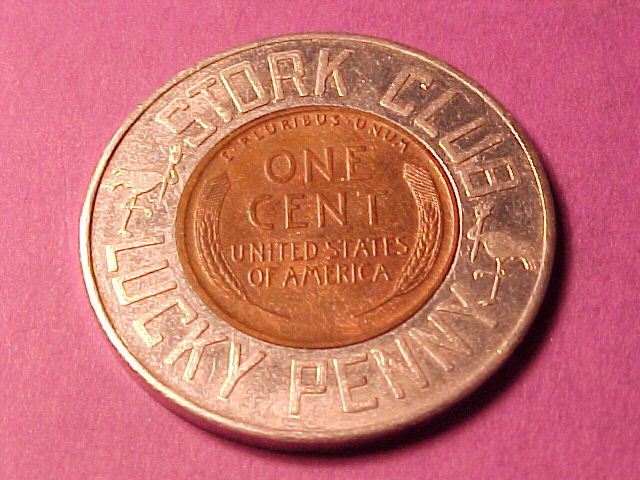 STORK CLUB
E·PLURIBUS·UNUM
ONE
CENT
UNITED STATES
OF AMERICA
LUCKY PENNY